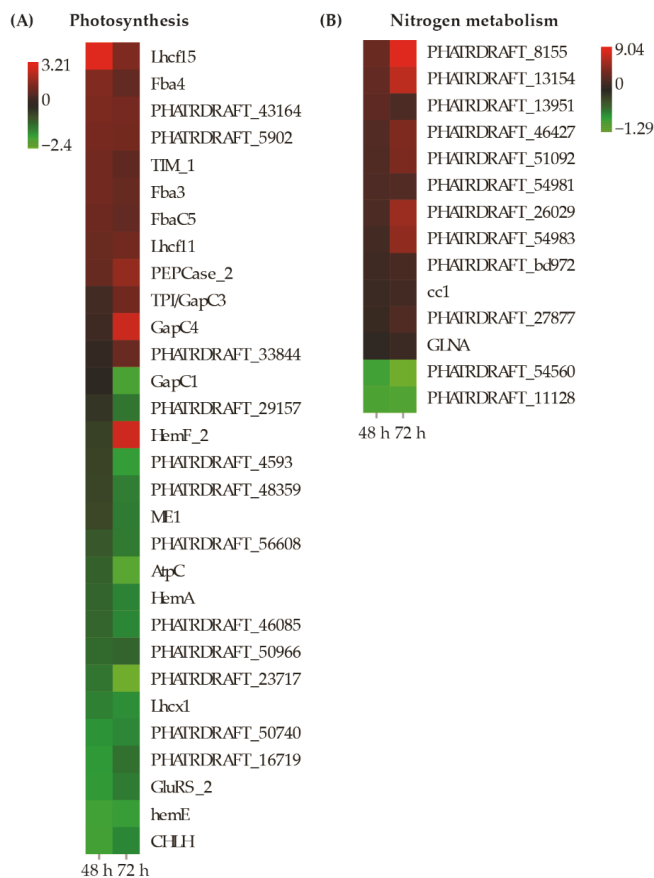 (A) Photosynthesis
3.21
0
−2.4
Lhcf15
Fba4
PHATRDRAFT_43164
PHATRDRAFT_5902
TIM_1
Fba3
FbaC5
Lhcf11
PEPCase_2
TPI/GapC3
GapC4
PHATRDRAFT_33844
GapC1
PHATRDRAFT_29157
HemF_2
PHATRDRAFT_4593
PHATRDRAFT_48359
ME1
PHATRDRAFT_56608
AtpC
HemA
PHATRDRAFT_46085
PHATRDRAFT_50966
PHATRDRAFT_23717
Lhcx1
PHATRDRAFT_50740
PHATRDRAFT_16719
GluRS_2
hemE
CHLH
48 h 72 h
(B) Nitrogen metabolism
PHATRDRAFT_8155
PHATRDRAFT_13154
PHATRDRAFT_13951
PHATRDRAFT_46427
PHATRDRAFT_51092
PHATRDRAFT_54981
PHATRDRAFT_26029
PHATRDRAFT_54983
PHATRDRAFT_bd972
cc1
PHATRDRAFT_27877
GLNA
PHATRDRAFT_54560
PHATRDRAFT_11128
48 h 72 h
9.04
0
−1.29